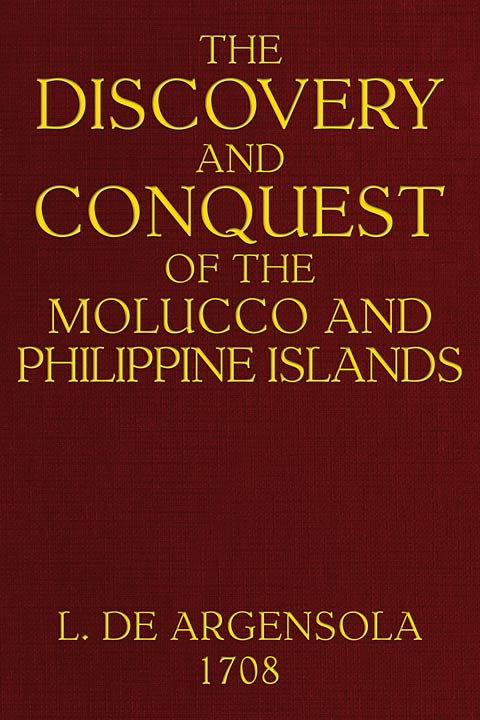 THE
DISCOVERY
AND
CONQUEST
OF THE
MOLUCCO AND
PHILIPPINE ISLANDS
L. DE ARGENSOLA
1708